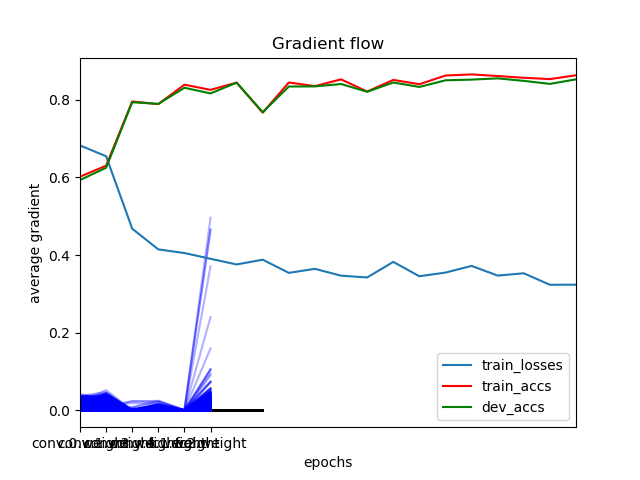 Gradient flow
average gradient
0.8
0.6
0.4
0.2
0.0
train_losses
train_accs
dev_accs
epochs